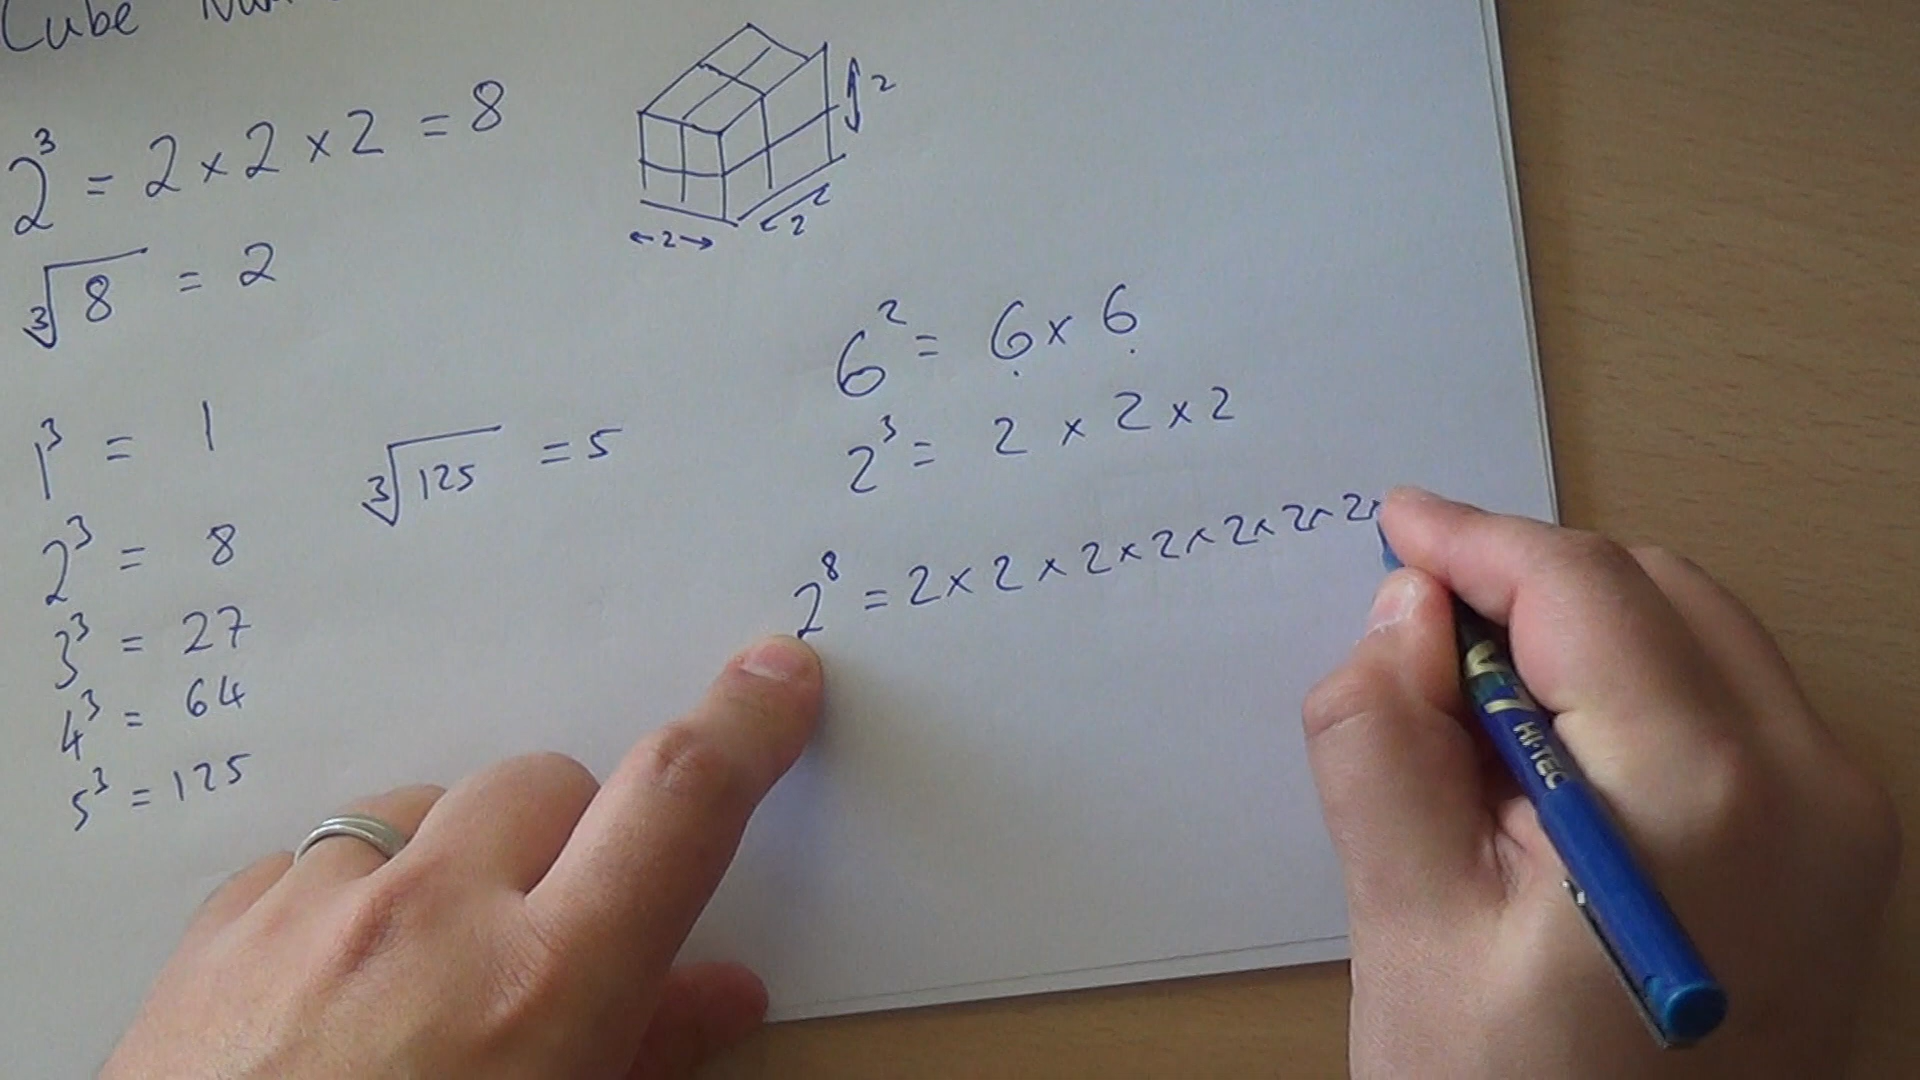 Cube
2³ = 2 × 2 × 2 = 8
∛8 = 2
1³ = 1
2³ = 8
3³ = 27
4³ = 64
5³ = 125
∛125 = 5
← 2 →
2
2
2
6² = 6 × 6
2³ = 2 × 2 × 2
2⁸ = 2 × 2 × 2 × 2 × 2 × 2 × 2 ×
V7
HI-TEC